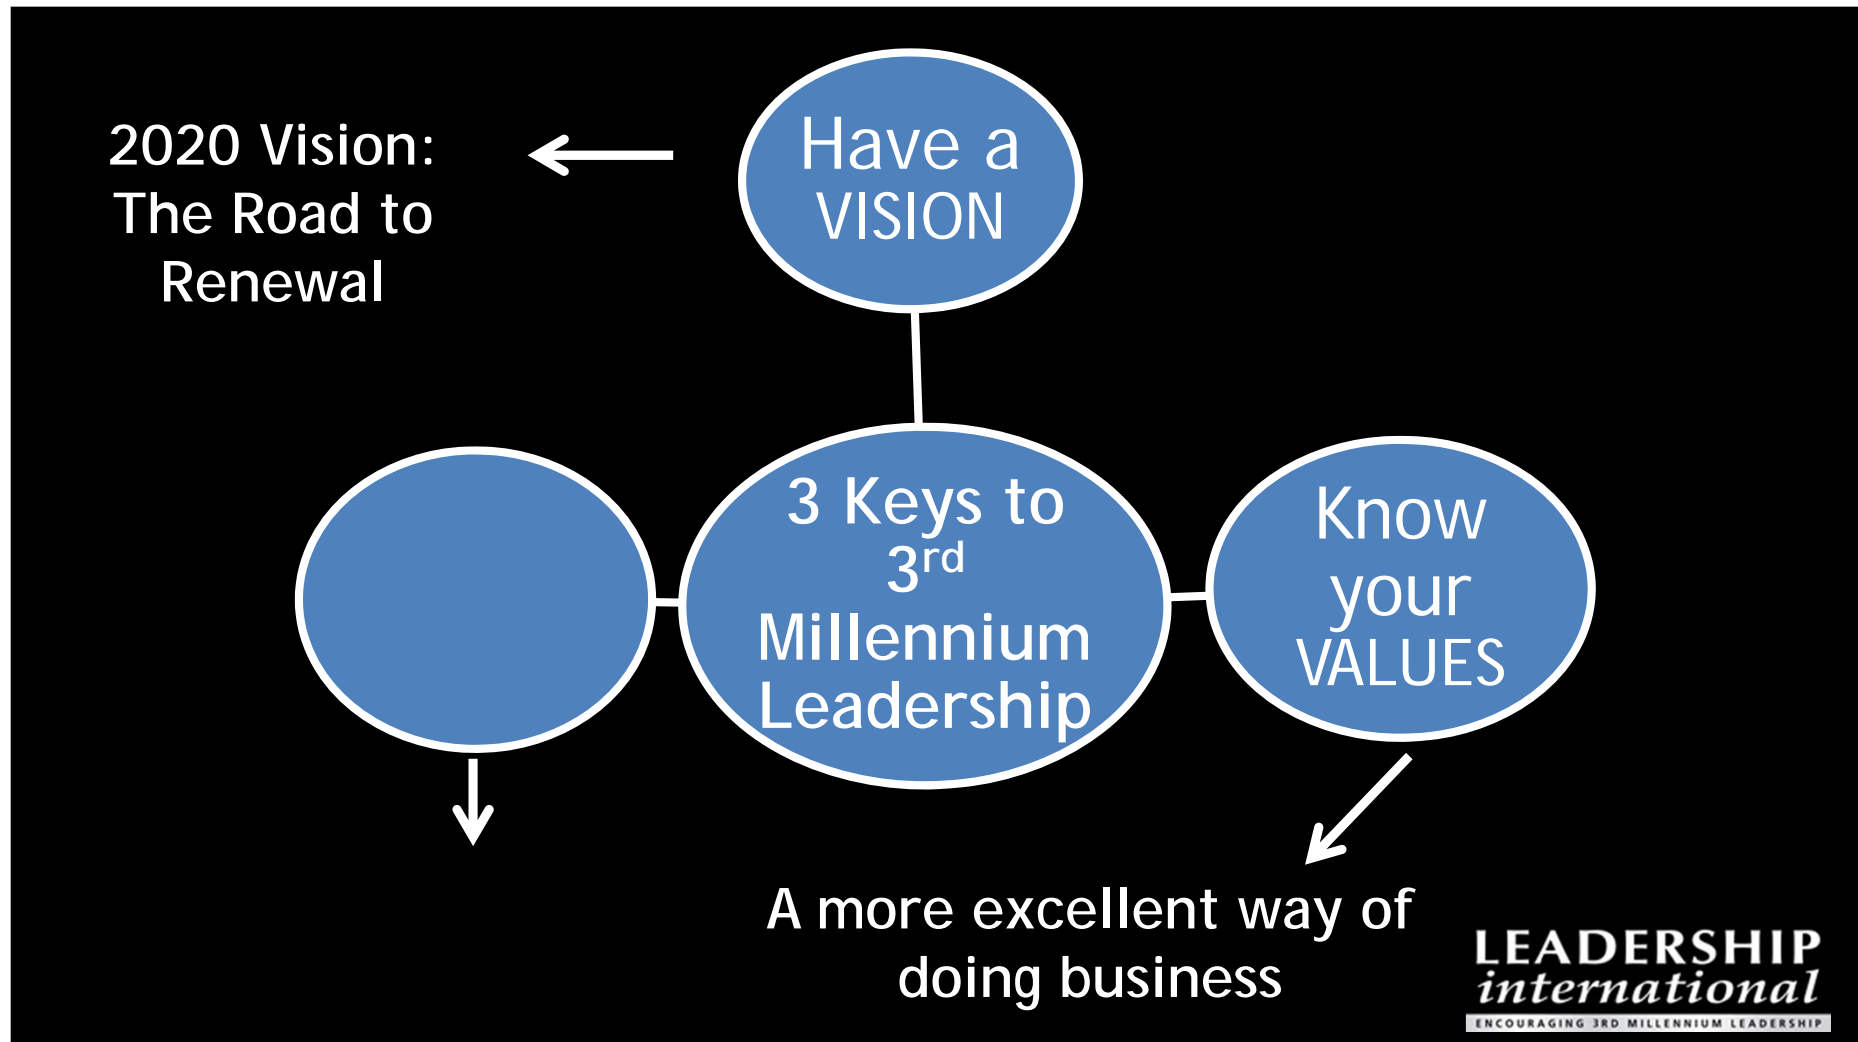 Have a
VISION
2020 Vision:
The Road to
Renewal
3 Keys to
3rd
Millennium
Leadership
Know
your
VALUES
A more excellent way of
doing business
LEADERSHIP
international
ENCOURAGING 3RD MILLENNIUM LEADERSHIP